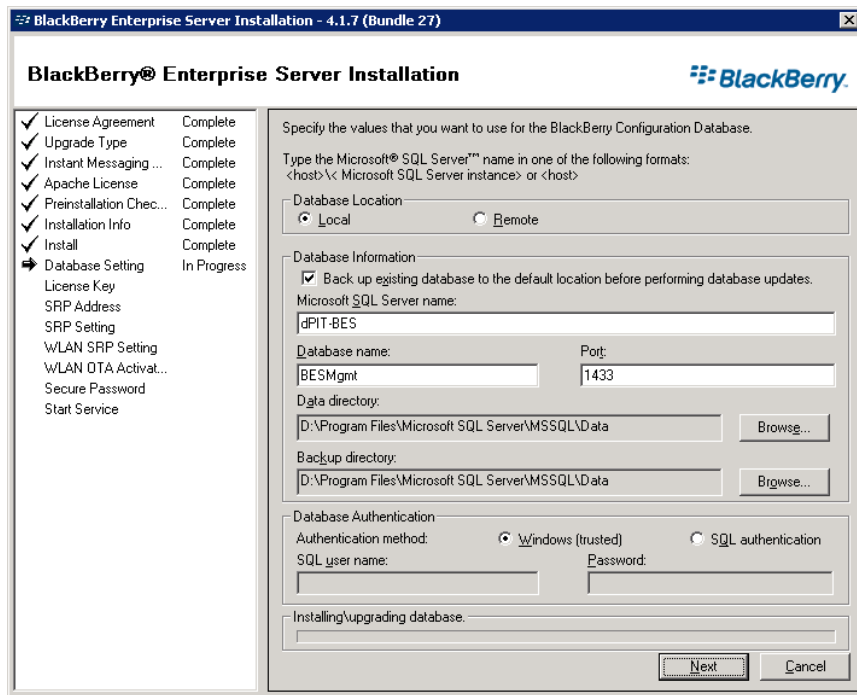 BlackBerry Enterprise Server Installation - 4.1.7 (Bundle 27)
BlackBerry® Enterprise Server Installation
BlackBerry.
License Agreement Complete
Upgrade Type Complete
Instant Messaging ... Complete
Apache License Complete
Preinstallation Chec... Complete
Installation Info Complete
Install Complete
Database Setting In Progress
License Key
SRP Address
SRP Setting
WLAN SRP Setting
WLAN OTA Activat...
Secure Password
Start Service
Specify the values that you want to use for the BlackBerry Configuration Database.
Type the Microsoft® SQL Server™ name in one of the following formats:
<host>\< Microsoft SQL Server instance> or <host>
Database Location
Local Remote
Database Information
Back up existing database to the default location before performing database updates.
Microsoft SQL Server name:
dPIT-BES
Database name: Port:
BESMgmt 1433
Data directory:
D:\Program Files\Microsoft SQL Server\MSSQL\Data Browse...
Backup directory:
D:\Program Files\Microsoft SQL Server\MSSQL\Data Browse...
Database Authentication
Authentication method: Windows (trusted) SQL authentication
SQL user name: Password:
Installing\upgrading database.
Next Cancel